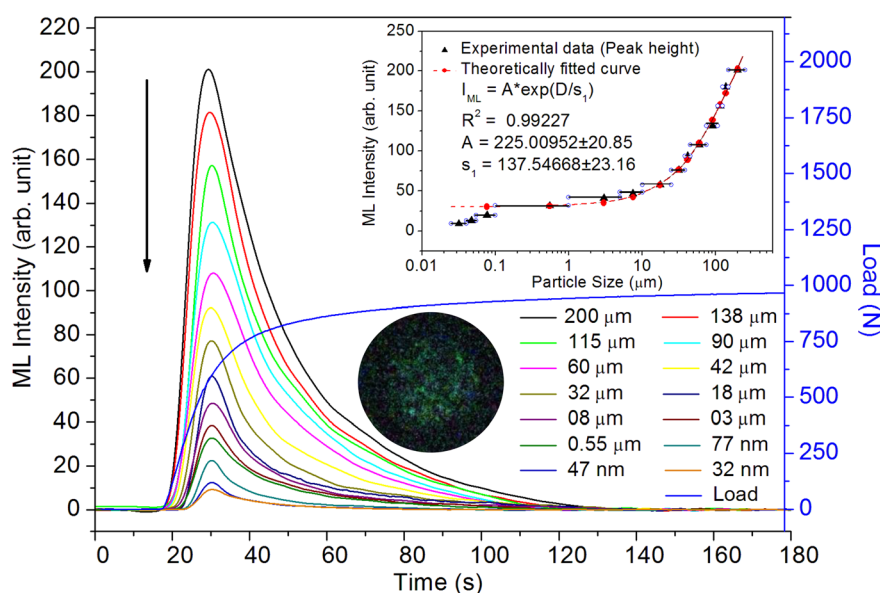 220
200
180
160
140
120
100
80
60
40
20
0
ML Intensity (arb. unit)
0 20 40 60 80 100 120 140 160 180
Time (s)
2000
1750
1500
1250
1000
750
500
250
0
Load (N)
250
200
150
100
50
0
ML Intensity (arb. unit)
0.01 0.1 1 10 100
Particle Size (μm)
Experimental data (Peak height)
Theoretically fitted curve
I_ML = A*exp(D/s₁)
R² = 0.99227
A = 225.00952±20.85
s₁ = 137.54668±23.16
200 μm 138 μm
115 μm 90 μm
60 μm 42 μm
32 μm 18 μm
08 μm 03 μm
0.55 μm 77 nm
47 nm 32 nm
Load